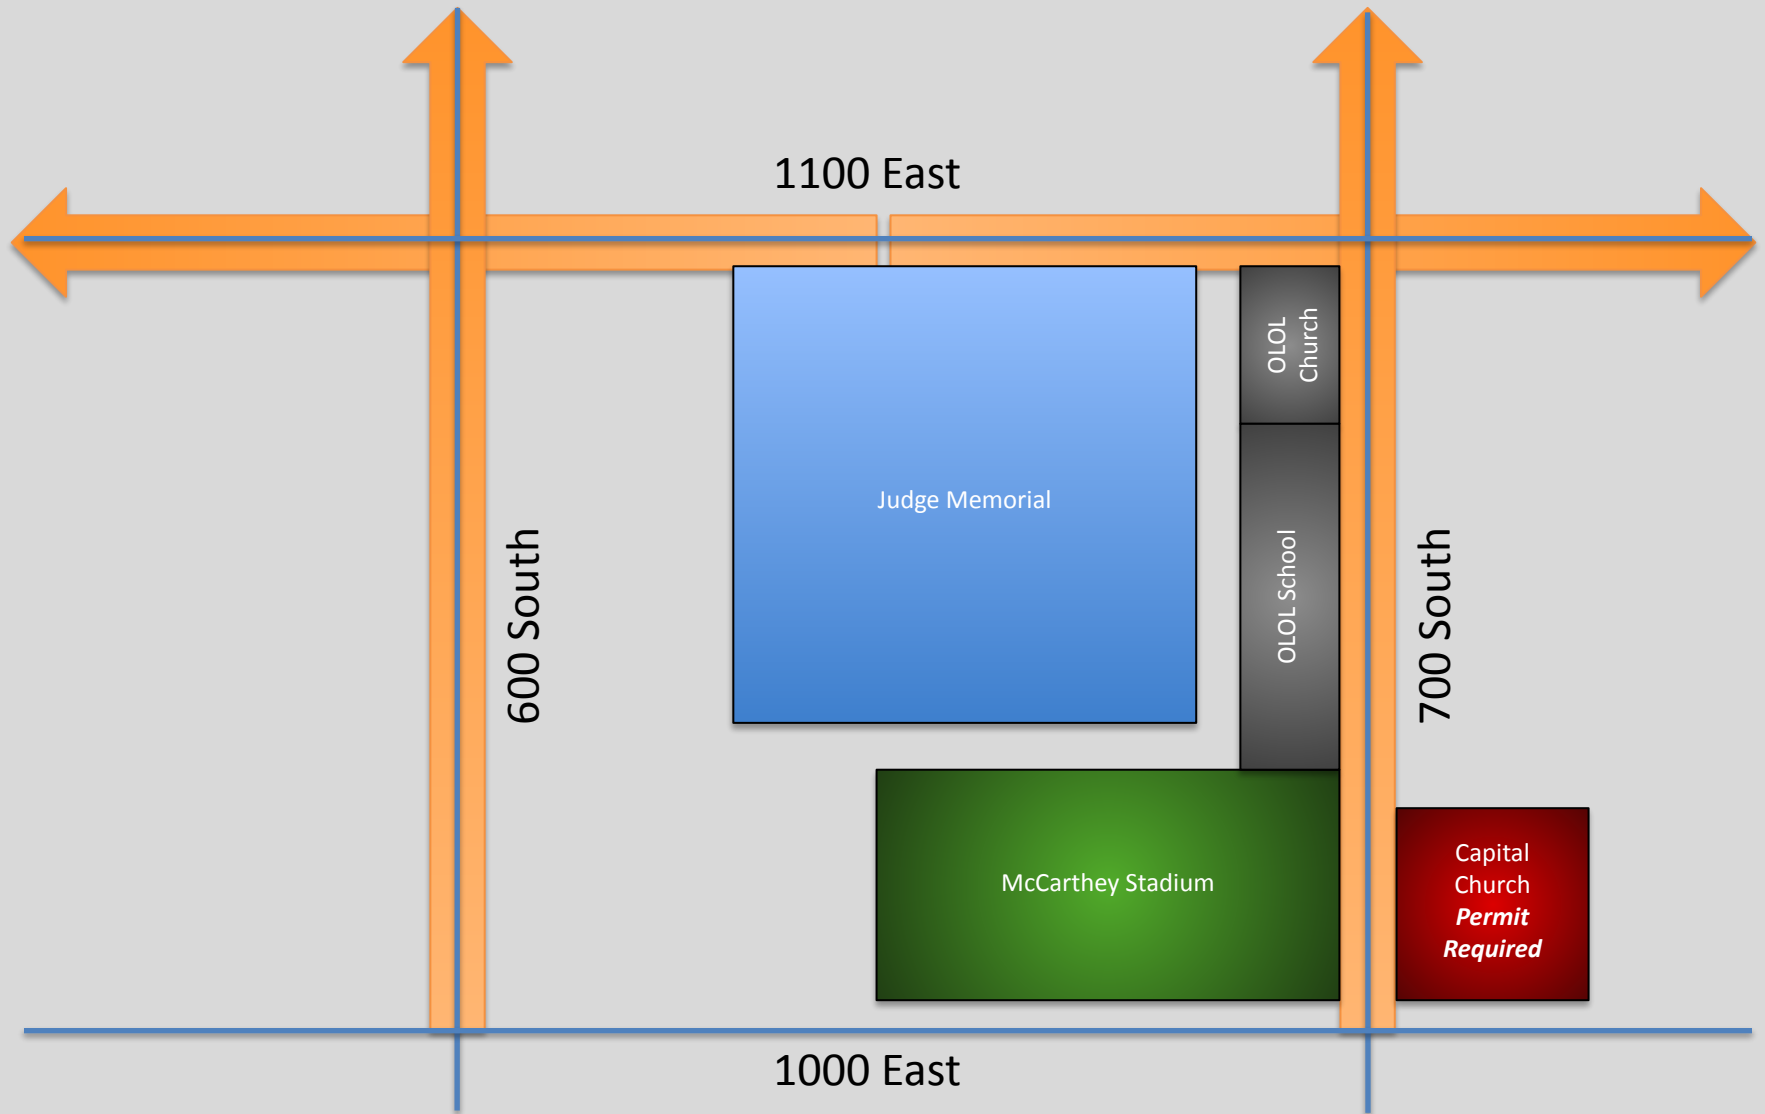 1100 East
OLOL
Church
Judge Memorial
600 South
OLOL School
700 South
McCarthey Stadium
Capital
Church
Permit
Required
1000 East